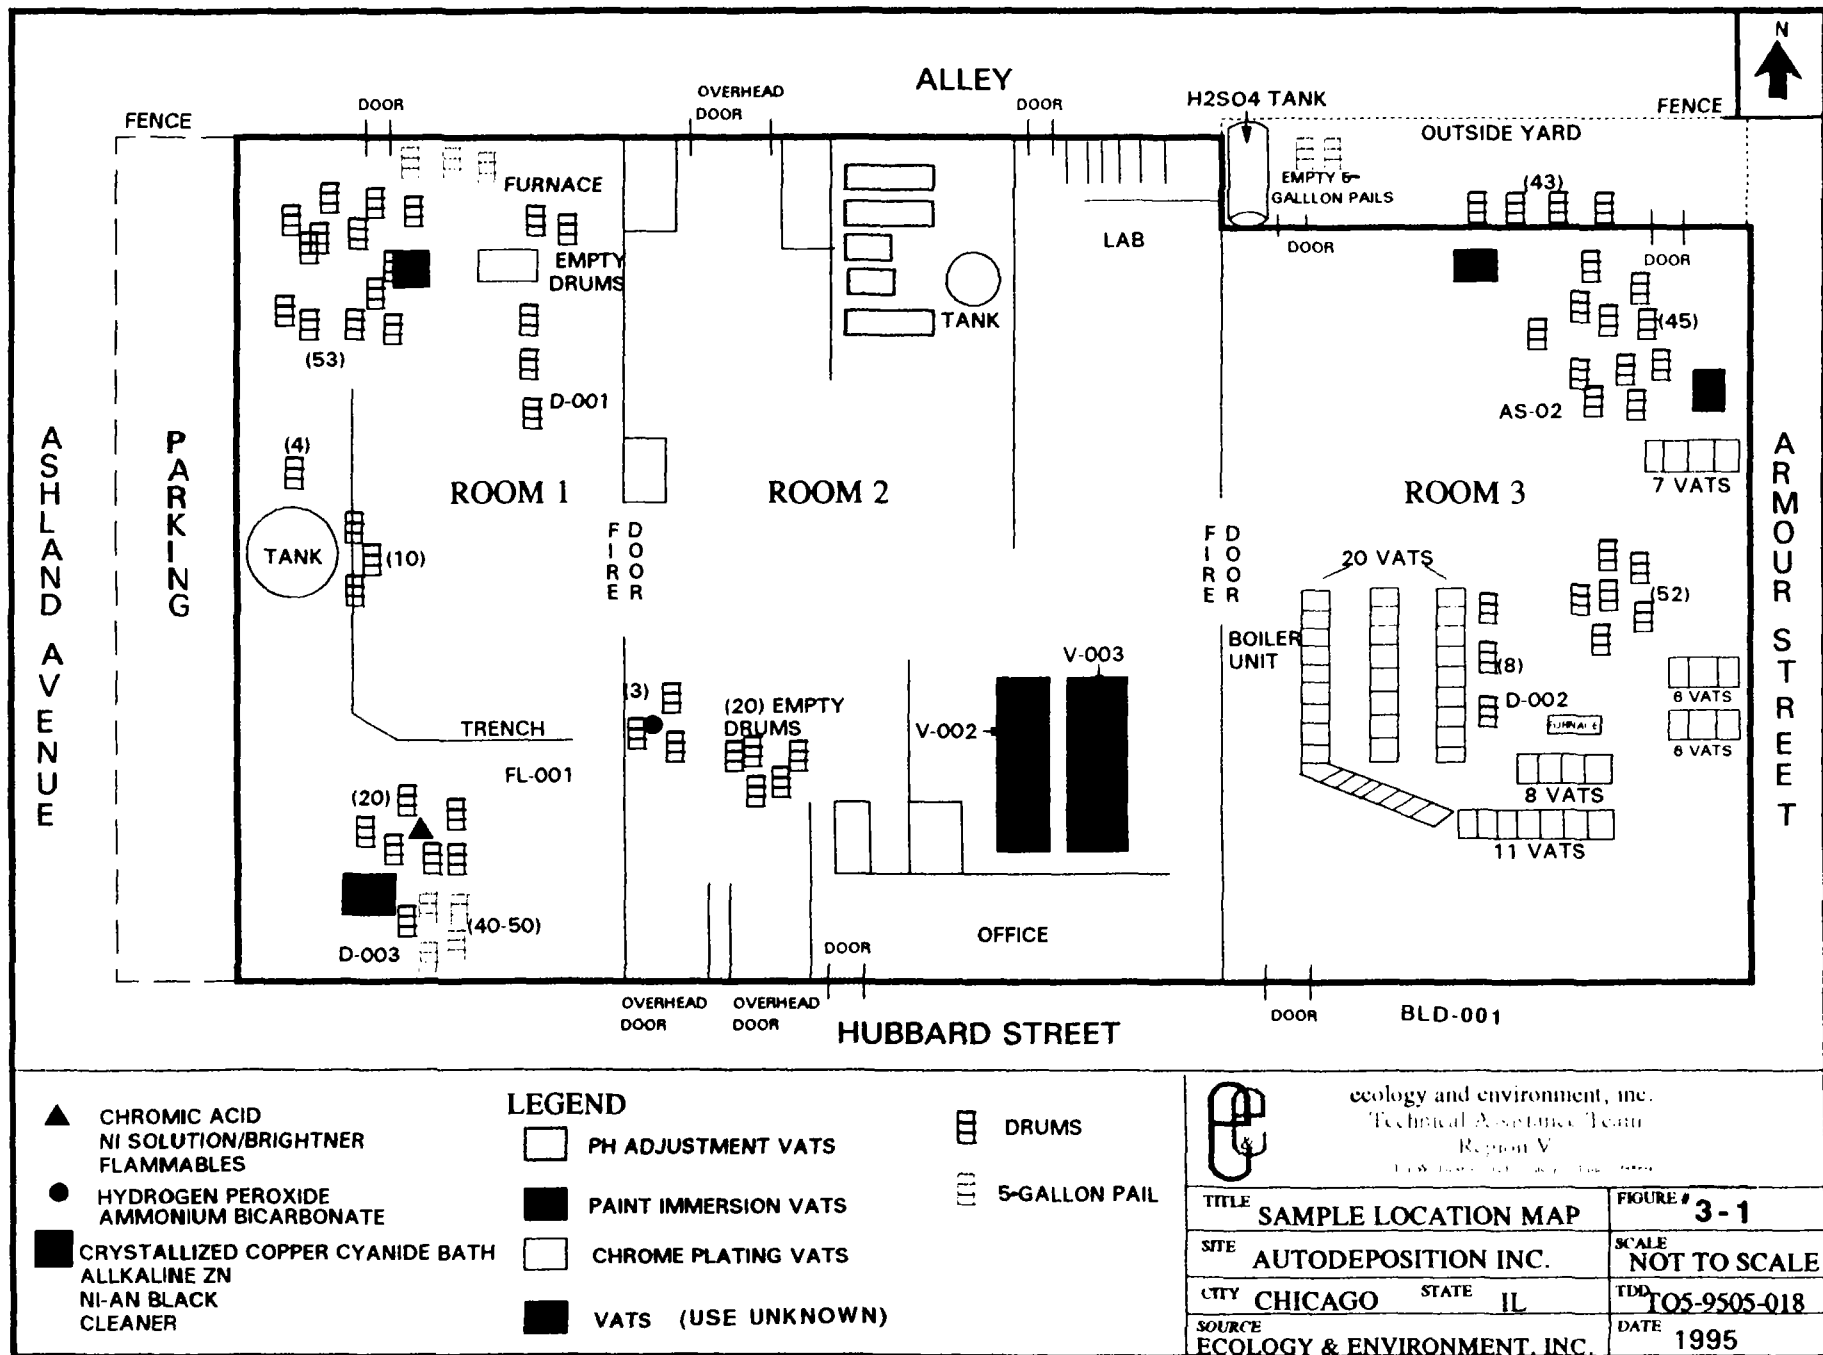 N
ALLEY
DOOR
OVERHEAD
DOOR
DOOR
H2SO4 TANK
FENCE
FENCE
OUTSIDE YARD
FURNACE
EMPTY 5-
GALLLON PAILS
(43)
LAB
DOOR
DOOR
EMPTY
DRUMS
TANK
(53)
(45)
D-001
AS-02
(4)
ASHLAND AVENUE
PARKING
ROOM 1
ROOM 2
ROOM 3
7 VATS
ARMOUR STREET
FIRE DOOR
FIRE DOOR
TANK
(10)
20 VATS
(52)
BOILER
UNIT
V-003
(8)
(3)
(20) EMPTY
DRUMS
V-002
D-002
6 VATS
FURNACE
6 VATS
TRENCH
FL-001
(20)
8 VATS
11 VATS
(40-50)
D-003
DOOR
OFFICE
OVERHEAD
DOOR
OVERHEAD
DOOR
HUBBARD STREET
DOOR
BLD-001
LEGEND
CHROMIC ACID
NI SOLUTION/BRIGHTNER
FLAMMABLES
HYDROGEN PEROXIDE
AMMONIUM BICARBONATE
CRYSTALLIZED COPPER CYANIDE BATH
ALLKALINE ZN
NI-AN BLACK
CLEANER
PH ADJUSTMENT VATS
PAINT IMMERSION VATS
CHROME PLATING VATS
VATS (USE UNKNOWN)
DRUMS
5-GALLON PAIL
ecology and environment, inc.
Technical Assistance Team
Region V
TITLE SAMPLE LOCATION MAP
FIGURE # 3-1
SITE AUTODEPOSITION INC.
SCALE NOT TO SCALE
CITY CHICAGO STATE IL
TDD TO5-9505-018
SOURCE ECOLOGY & ENVIRONMENT, INC.
DATE 1995